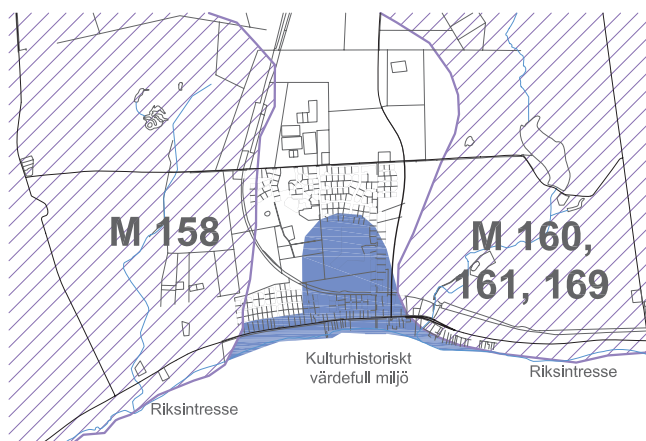 M 158
M 160,
161, 169
Kulturhistoriskt
värdefull miljö
Riksintresse
Riksintresse